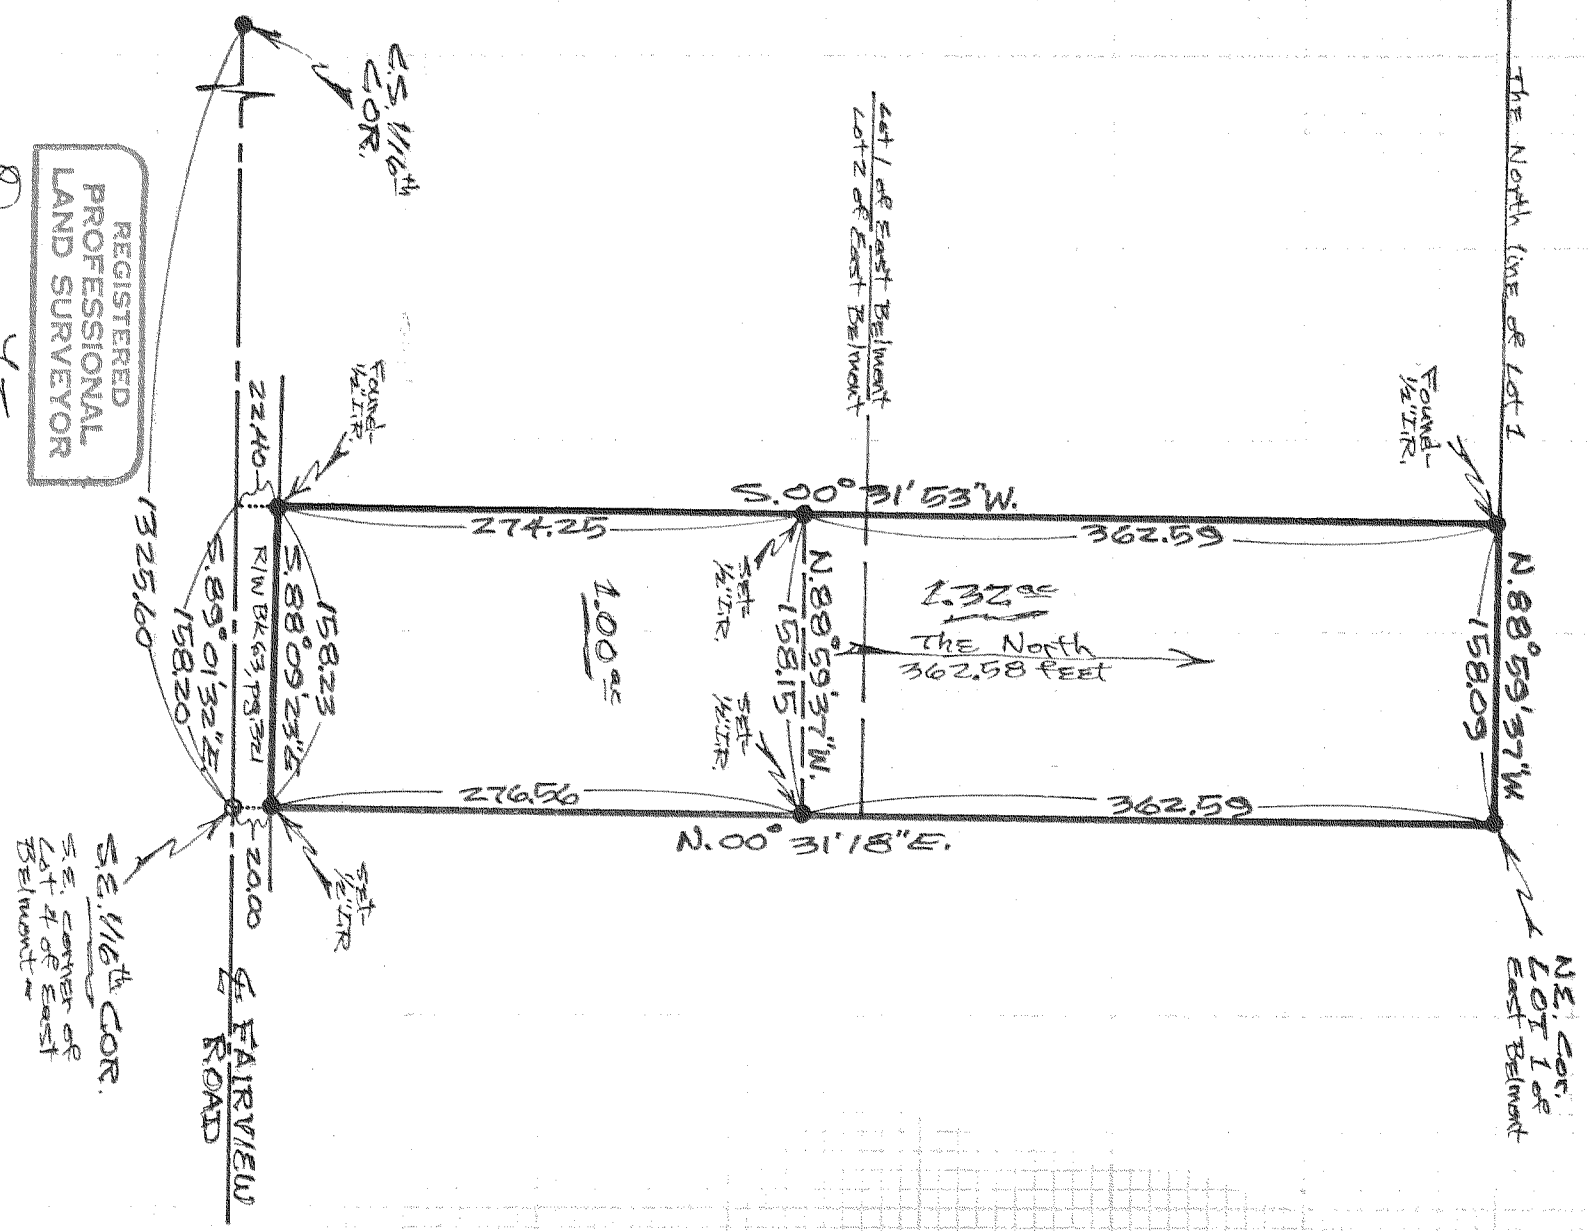 The North line of Lot 1
Found-
1/2" I.R.
N.88°59'37"W
158.09
N.E. Cor.
LOT 1 of
East Belmont
C.S. 1/16th
COR.
Lot 1 of East Belmont
Lot 2 of East Belmont
S.00°31'53"W.
274.25
362.59
1.32 ac
The North
362.58 feet
SET-
1/2" I.R.
N.88°59'37"W.
158.15
SET-
1/2" I.R.
1.00 ac
276.56
362.59
N.00°31'18"E.
Found-
1/2" I.R.
22.40
158.23
S.88°09'23"E
R/W BK 63, pg. 321
S.89°01'32"E.
158.20
1325.60
20.00
SET-
1/2" I.R
S.E. 1/16th COR.
S.E. corner of
Lot 4 of East
Belmont
℄ FAIRVIEW
ROAD
REGISTERED
PROFESSIONAL
LAND SURVEYOR